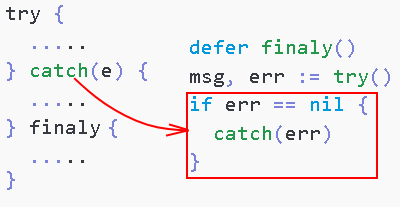 try {
.....
} catch(e) {
.....
} finaly {
.....
}
defer finaly()
msg, err := try()
if err == nil {
catch(err)
}